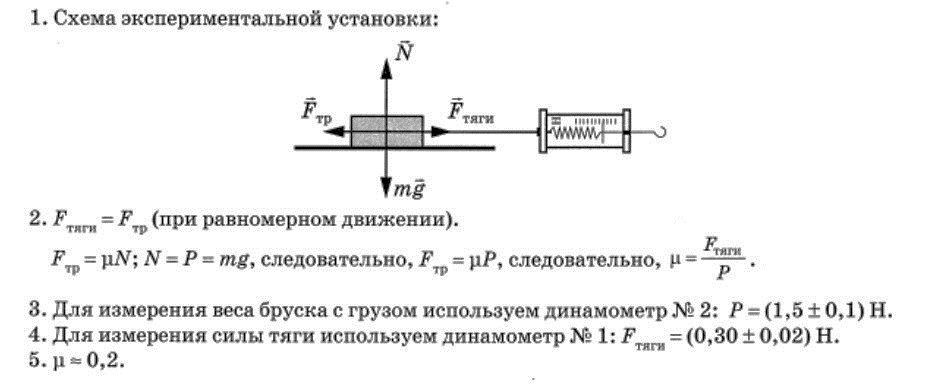 1. Схема экспериментальной установки:
N⃗
F⃗тр F⃗тяги
mg⃗
2. Fтяги = Fтр (при равномерном движении).
Fтр = μN; N = P = mg, следовательно, Fтр = μP, следовательно, μ = Fтяги/P.
3. Для измерения веса бруска с грузом используем динамометр № 2: P = (1,5 ± 0,1) Н.
4. Для измерения силы тяги используем динамометр № 1: Fтяги = (0,30 ± 0,02) Н.
5. μ ≈ 0,2.